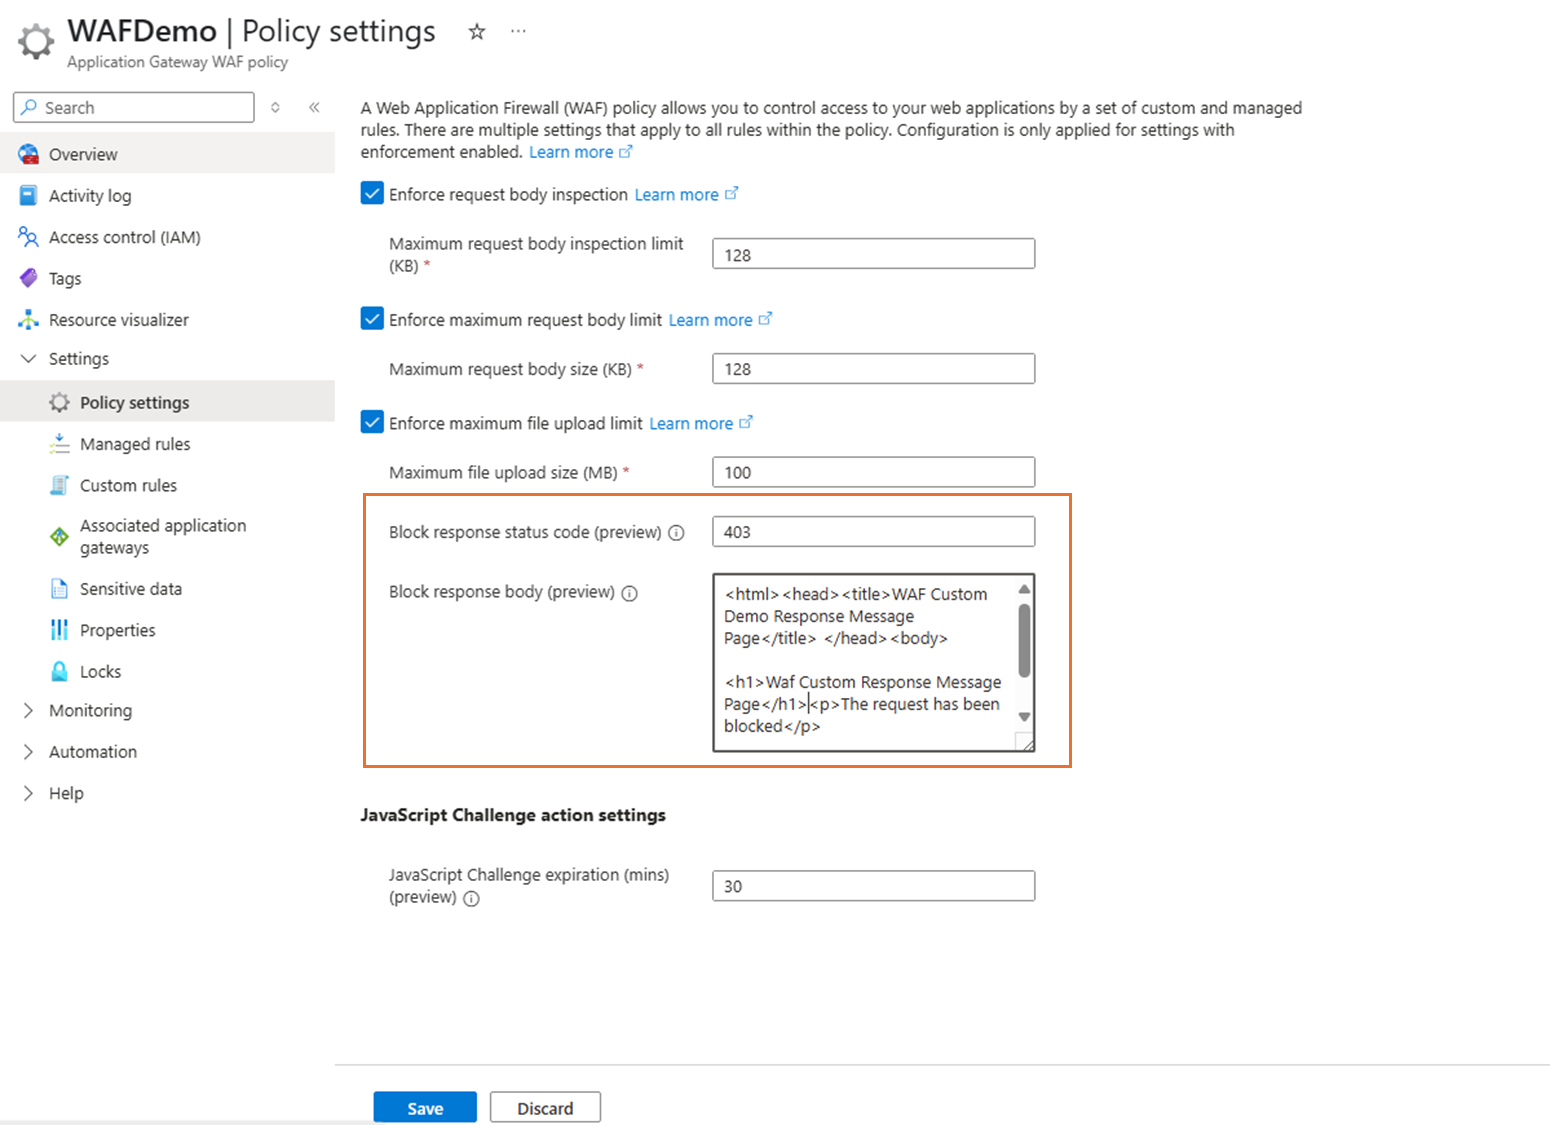 WAFDemo | Policy settings
Application Gateway WAF policy
Search
Overview
Activity log
Access control (IAM)
Tags
Resource visualizer
Settings
Policy settings
Managed rules
Custom rules
Associated application
gateways
Sensitive data
Properties
Locks
Monitoring
Automation
Help
A Web Application Firewall (WAF) policy allows you to control access to your web applications by a set of custom and managed
rules. There are multiple settings that apply to all rules within the policy. Configuration is only applied for settings with
enforcement enabled. Learn more
Enforce request body inspection Learn more
Maximum request body inspection limit
(KB) *
128
Enforce maximum request body limit Learn more
Maximum request body size (KB) *
128
Enforce maximum file upload limit Learn more
Maximum file upload size (MB) *
100
Block response status code (preview)
403
Block response body (preview)
<html><head><title>WAF Custom
Demo Response Message
Page</title> </head><body>
<h1>Waf Custom Response Message
Page</h1><p>The request has been
blocked</p>
JavaScript Challenge action settings
JavaScript Challenge expiration (mins)
(preview)
30
Save
Discard